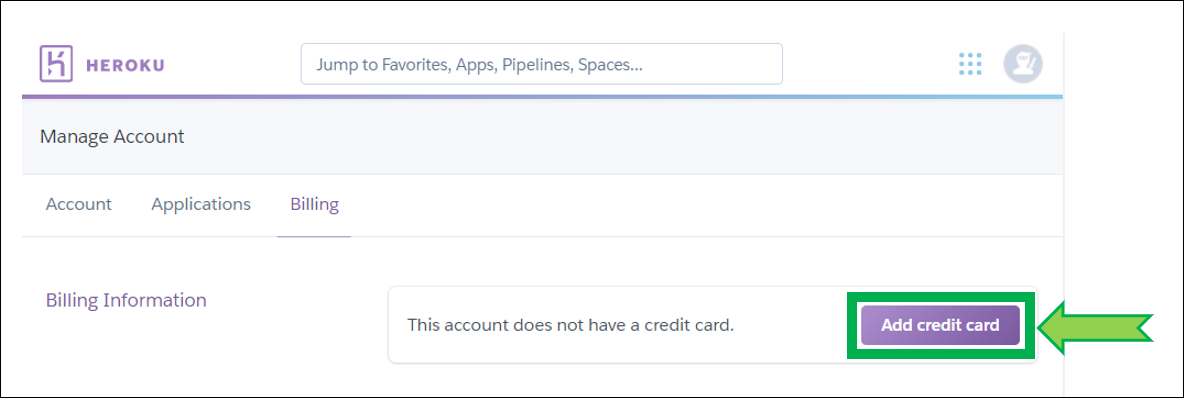 HEROKU
Jump to Favorites, Apps, Pipelines, Spaces...
Manage Account
Account Applications Billing
Billing Information
This account does not have a credit card. Add credit card